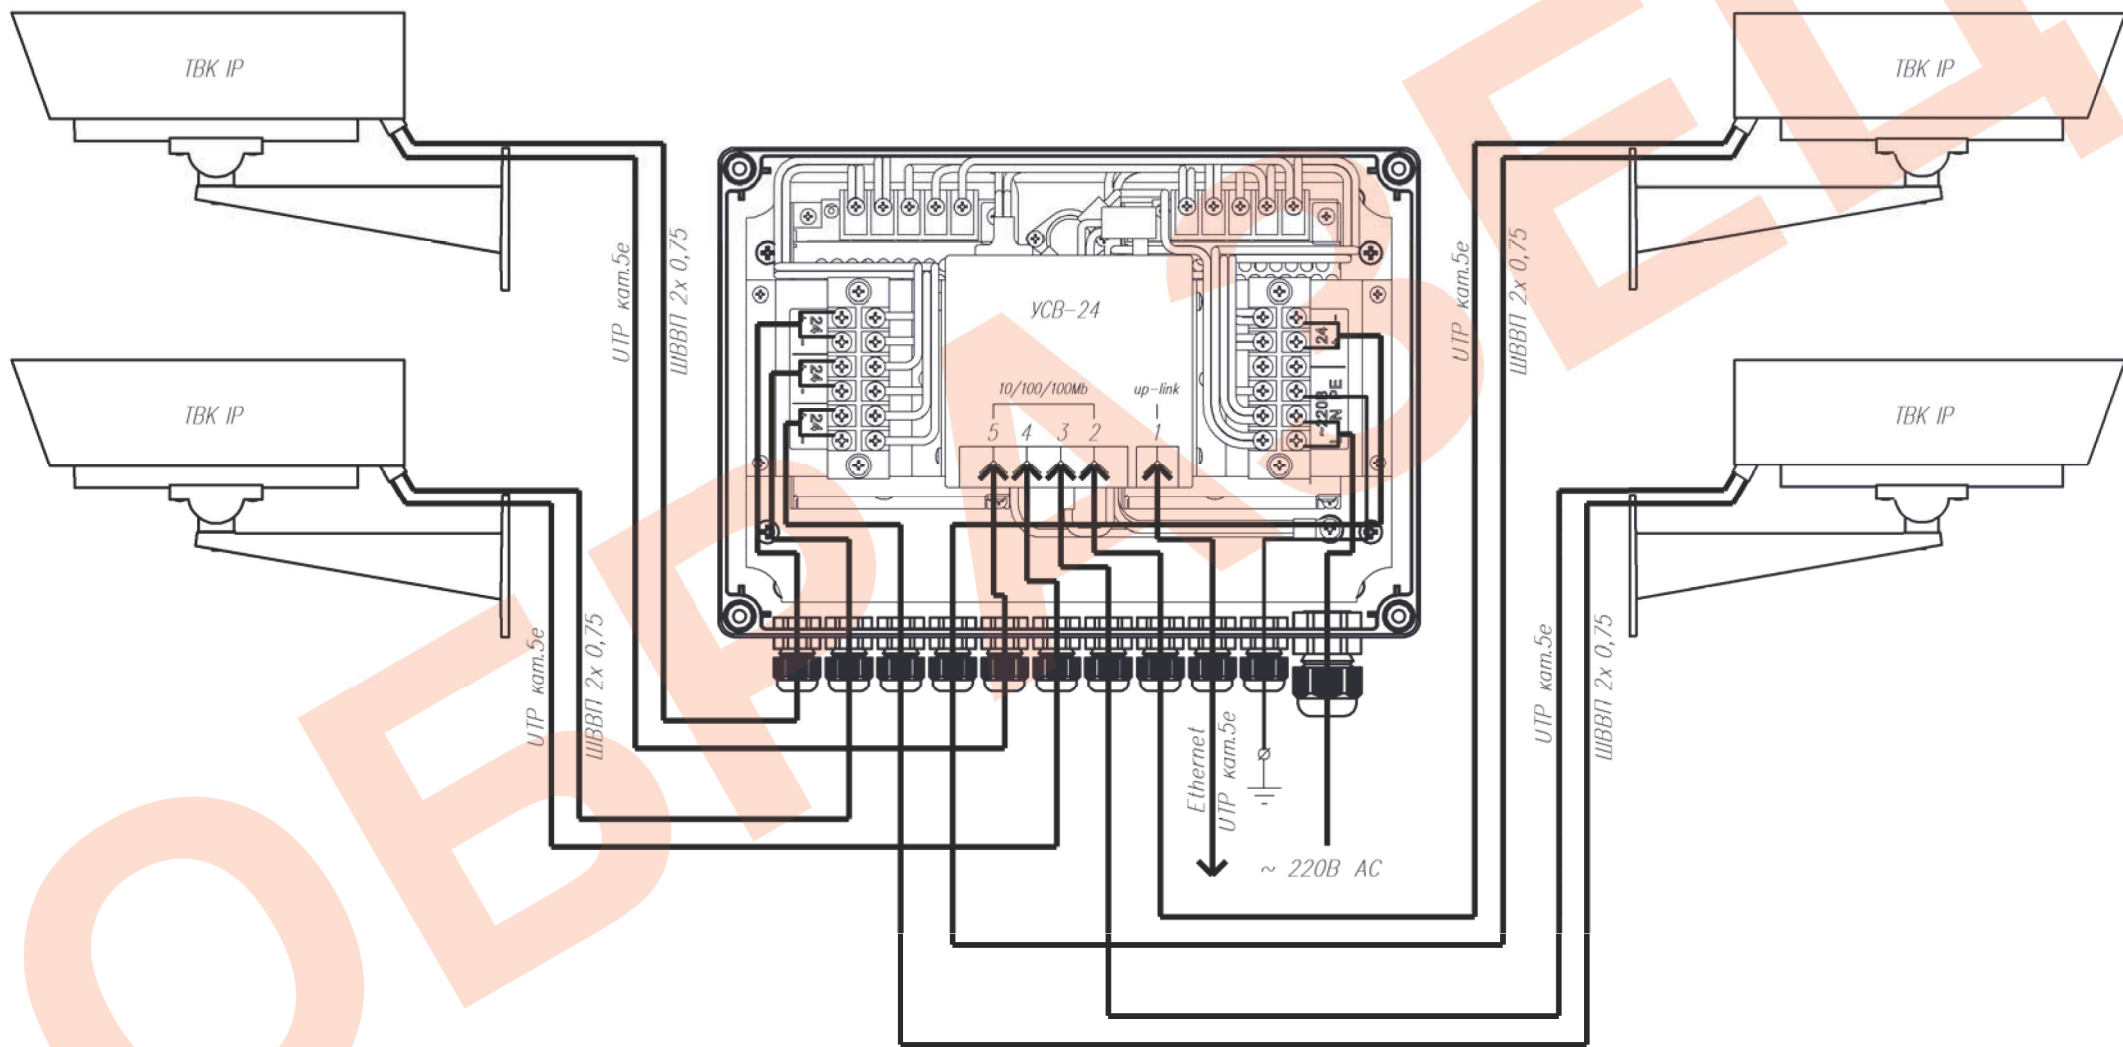 ТВК IP
ТВК IP
UTP кат.5е
ШВВП 2х 0,75
UTP кат.5е
ШВВП 2х 0,75
УСВ-24
24
24
24
24
PE
~220В
N
L
10/100/100Mb
up-link
5 4 3 2 1
ТВК IP
ТВК IP
UTP кат.5е
ШВВП 2х 0,75
UTP кат.5е
ШВВП 2х 0,75
Ethernet
UTP кат.5е
~ 220В АС
ОБРАЗЕЦ